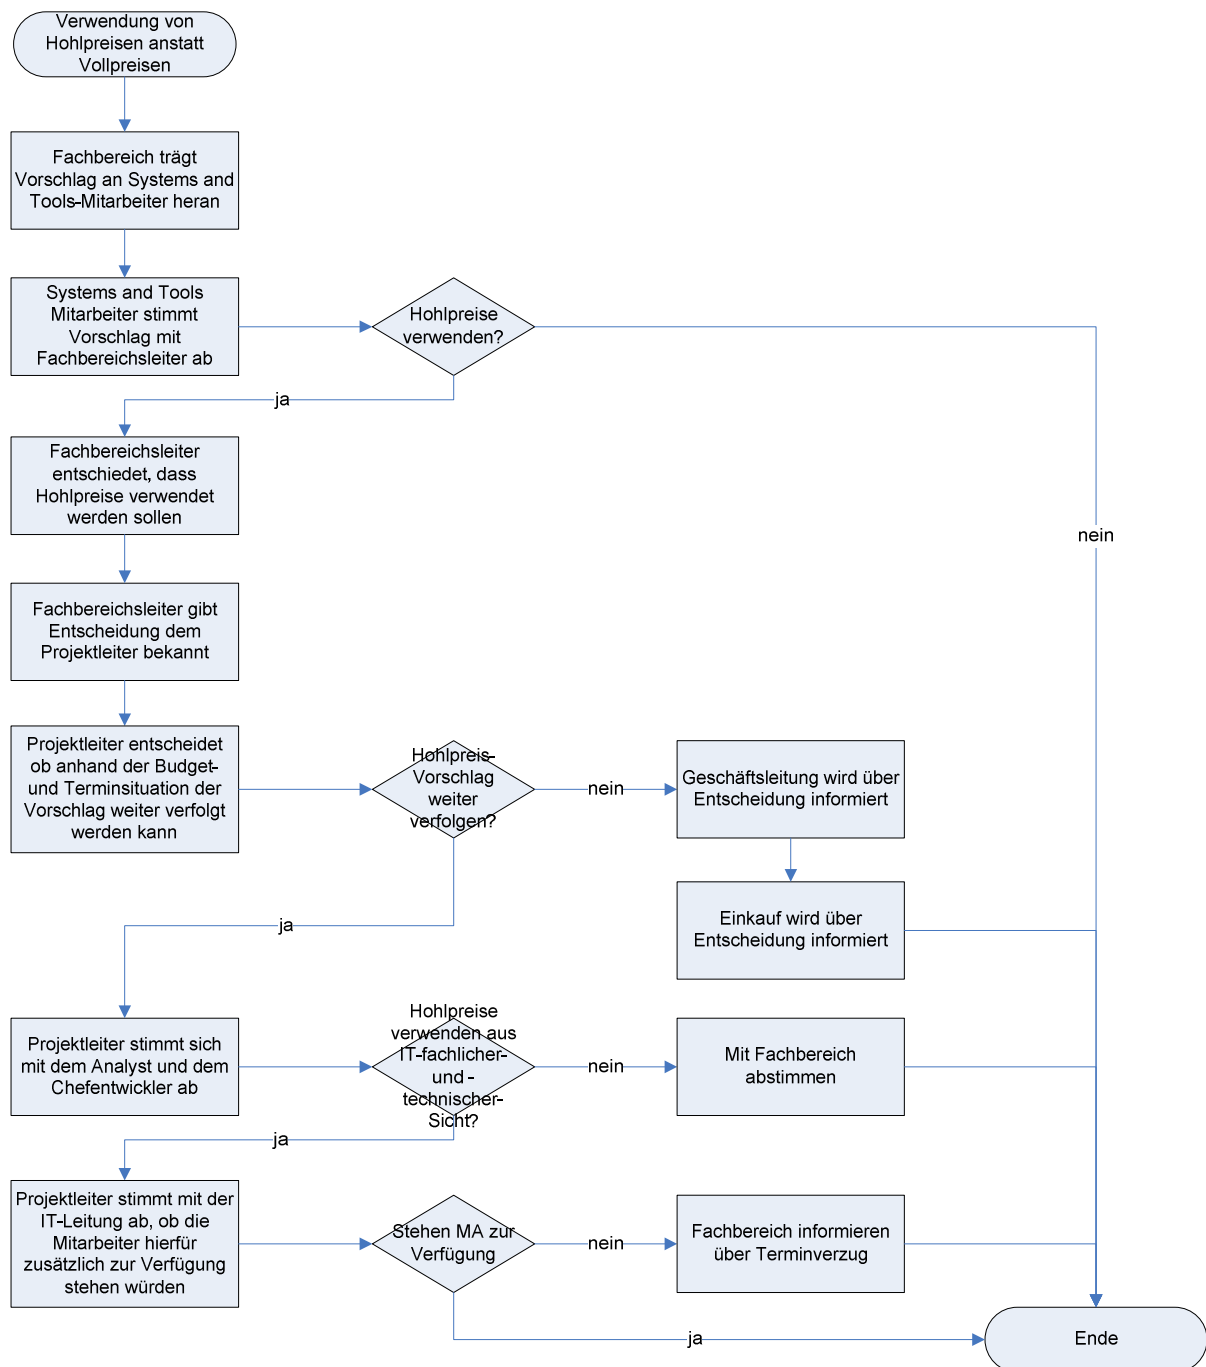 Verwendung von
Hohlpreisen anstatt
Vollpreisen
Fachbereich trägt
Vorschlag an Systems and
Tools-Mitarbeiter heran
Systems and Tools
Mitarbeiter stimmt
Vorschlag mit
Fachbereichsleiter ab
Hohlpreise
verwenden?
ja
nein
Fachbereichsleiter
entschiedet, dass
Hohlpreise verwendet
werden sollen
Fachbereichsleiter gibt
Entscheidung dem
Projektleiter bekannt
Projektleiter entscheidet
ob anhand der Budget-
und Terminsituation der
Vorschlag weiter verfolgt
werden kann
Hohlpreis-
Vorschlag
weiter
verfolgen?
nein
Geschäftsleitung wird über
Entscheidung informiert
Einkauf wird über
Entscheidung informiert
ja
Projektleiter stimmt sich
mit dem Analyst und dem
Chefentwickler ab
Hohlpreise
verwenden aus
IT-fachlicher-
und -
technischer-
Sicht?
nein
Mit Fachbereich
abstimmen
ja
Projektleiter stimmt mit der
IT-Leitung ab, ob die
Mitarbeiter hierfür
zusätzlich zur Verfügung
stehen würden
Stehen MA zur
Verfügung
nein
Fachbereich informieren
über Terminverzug
ja
Ende